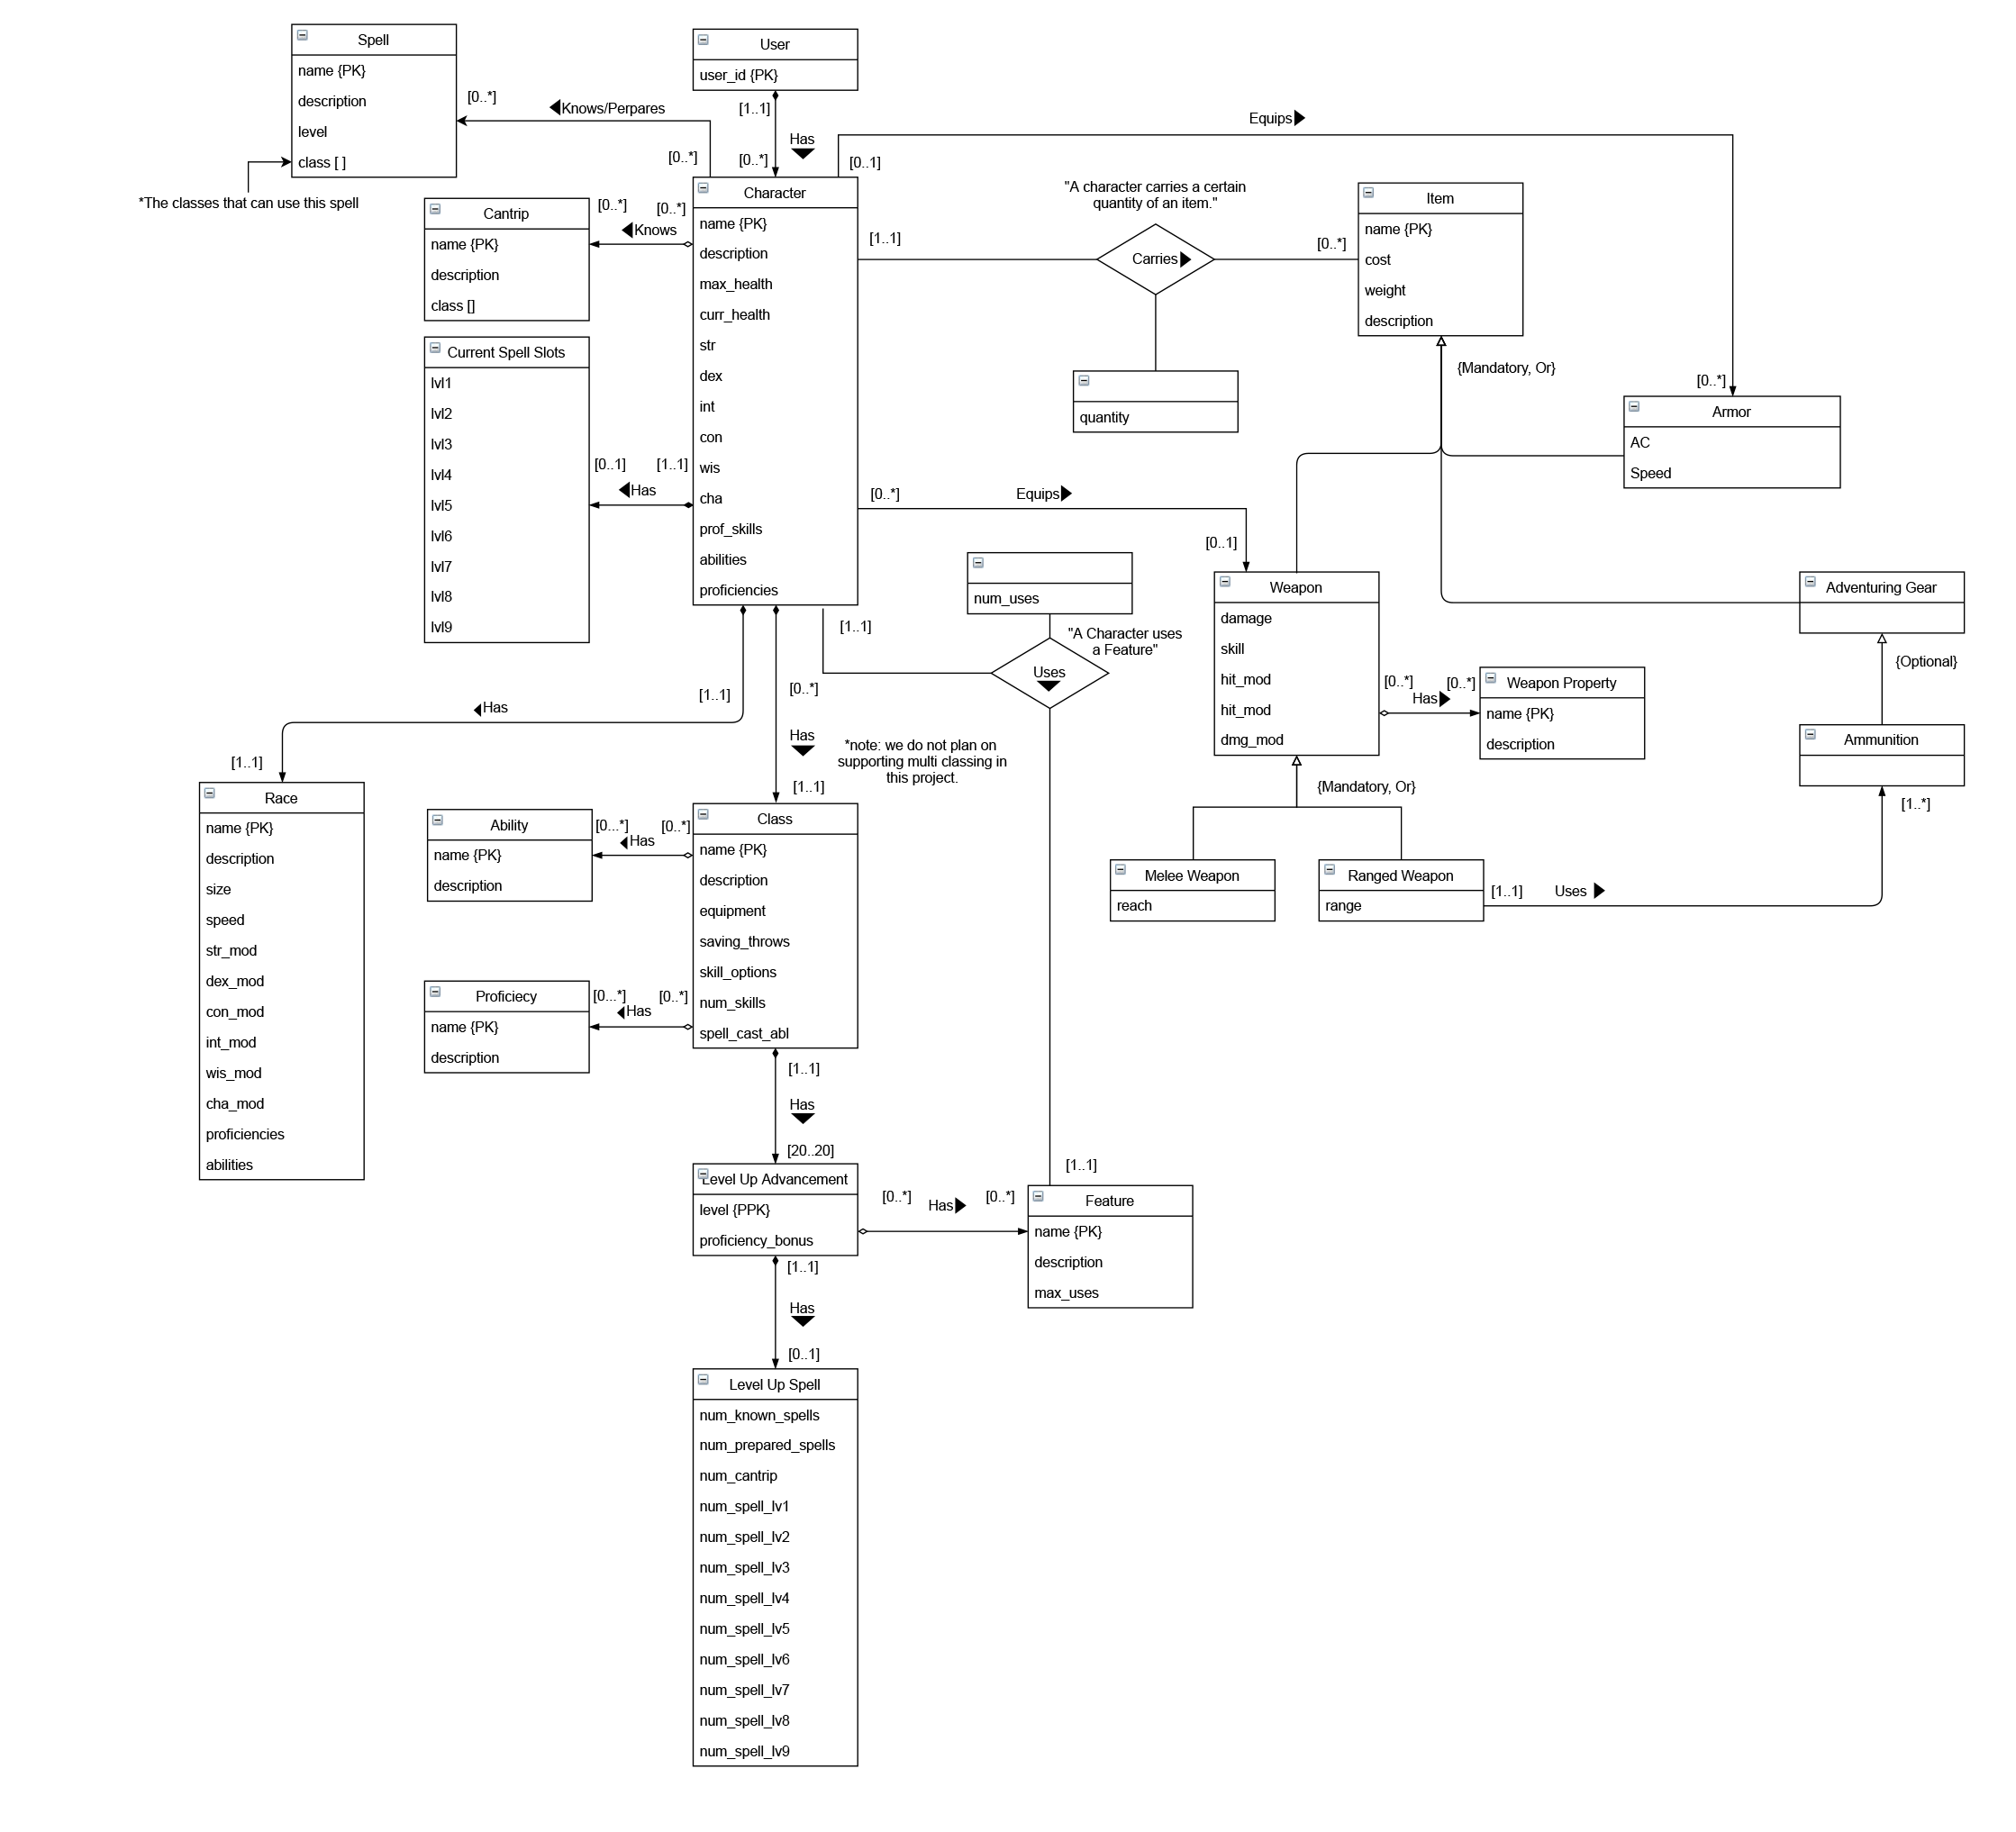 Spell
name {PK}
description
level
class [ ]
*The classes that can use this spell
[0..*]
Knows/Perpares
[0..*]
User
user_id {PK}
[1..1]
Has
[0..*]
Character
name {PK}
description
max_health
curr_health
str
dex
int
con
wis
cha
prof_skills
abilities
proficiencies
Cantrip
name {PK}
description
class []
[0..*]
[0..*]
Knows
Current Spell Slots
lvl1
lvl2
lvl3
lvl4
lvl5
lvl6
lvl7
lvl8
lvl9
[0..1]
[1..1]
Has
[0..1]
Equips
[0..*]
[1..1]
"A character carries a certain
quantity of an item."
Carries
[0..*]
quantity
Item
name {PK}
cost
weight
description
{Mandatory, Or}
Armor
AC
Speed
[0..*]
Equips
[0..1]
num_uses
"A Character uses
a Feature"
Uses
[1..1]
[1..1]
Weapon
damage
skill
hit_mod
hit_mod
dmg_mod
[0..*]
Has
[0..*]
Weapon Property
name {PK}
description
Adventuring Gear
{Optional}
Ammunition
[1..*]
{Mandatory, Or}
Melee Weapon
reach
Ranged Weapon
range
[1..1]
Uses
[1..1]
Has
[1..1]
Race
name {PK}
description
size
speed
str_mod
dex_mod
con_mod
int_mod
wis_mod
cha_mod
proficiencies
abilities
[0..*]
Has
*note: we do not plan on
supporting multi classing in
this project.
[1..1]
Class
name {PK}
description
equipment
saving_throws
skill_options
num_skills
spell_cast_abl
Ability
name {PK}
description
[0...*]
[0..*]
Has
Proficiecy
name {PK}
description
[0...*]
[0..*]
Has
[1..1]
Has
[20..20]
Level Up Advancement
level {PPK}
proficiency_bonus
[0..*]
Has
[0..*]
Feature
name {PK}
description
max_uses
[1..1]
Has
[0..1]
Level Up Spell
num_known_spells
num_prepared_spells
num_cantrip
num_spell_lv1
num_spell_lv2
num_spell_lv3
num_spell_lv4
num_spell_lv5
num_spell_lv6
num_spell_lv7
num_spell_lv8
num_spell_lv9